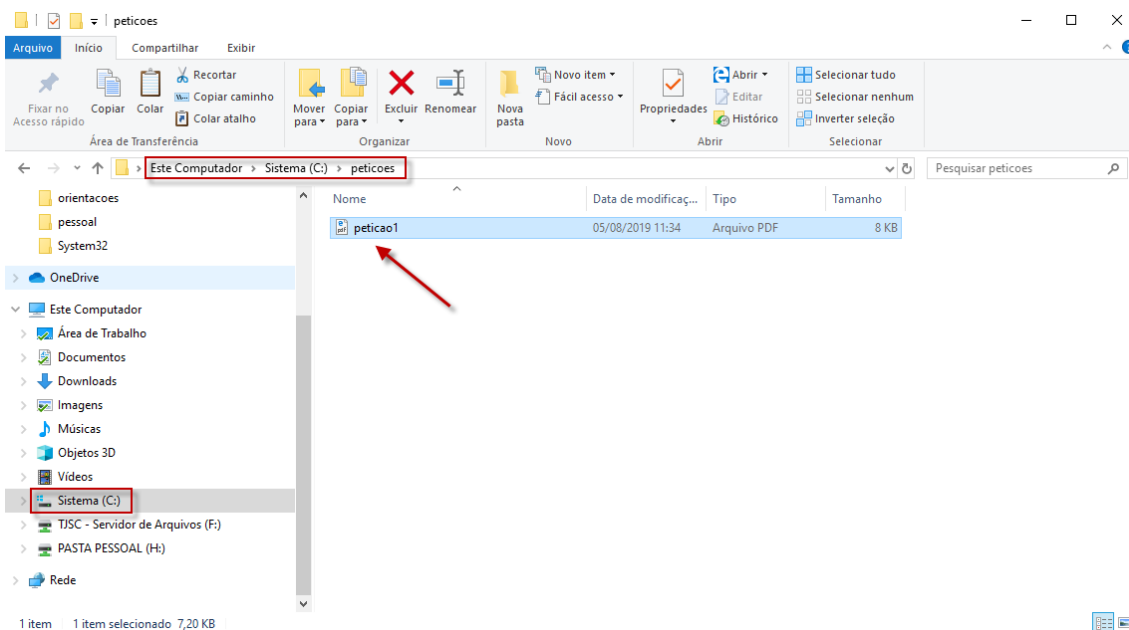 peticoes
Arquivo Início Compartilhar Exibir
Fixar no Acesso rápido
Copiar
Colar
Recortar
Copiar caminho
Colar atalho
Área de Transferência
Mover para
Copiar para
Excluir
Renomear
Organizar
Nova pasta
Novo item
Fácil acesso
Novo
Propriedades
Abrir
Editar
Histórico
Abrir
Selecionar tudo
Selecionar nenhum
Inverter seleção
Selecionar
Este Computador > Sistema (C:) > peticoes
Pesquisar peticoes
orientacoes
pessoal
System32
OneDrive
Este Computador
Área de Trabalho
Documentos
Downloads
Imagens
Músicas
Objetos 3D
Vídeos
Sistema (C:)
TJSC - Servidor de Arquivos (F:)
PASTA PESSOAL (H:)
Rede
Nome Data de modificaç... Tipo Tamanho
peticao1 05/08/2019 11:34 Arquivo PDF 8 KB
1 item 1 item selecionado 7,20 KB